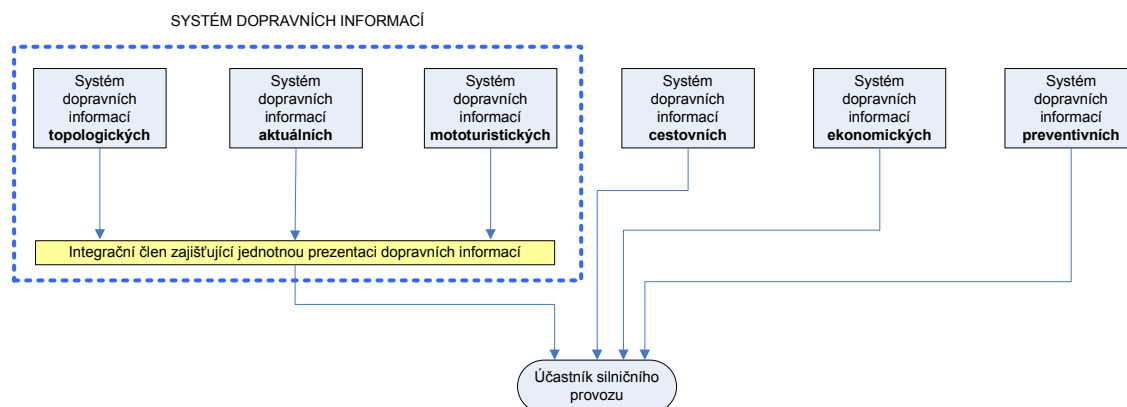 SYSTÉM DOPRAVNÍCH INFORMACÍ
Systém
dopravních
informací
topologických
Systém
dopravních
informací
aktuálních
Systém
dopravních
informací
mototuristických
Systém
dopravních
informací
cestovních
Systém
dopravních
informací
ekonomických
Systém
dopravních
informací
preventivních
Integrační člen zajišťující jednotnou prezentaci dopravních informací
Účastník silničního
provozu